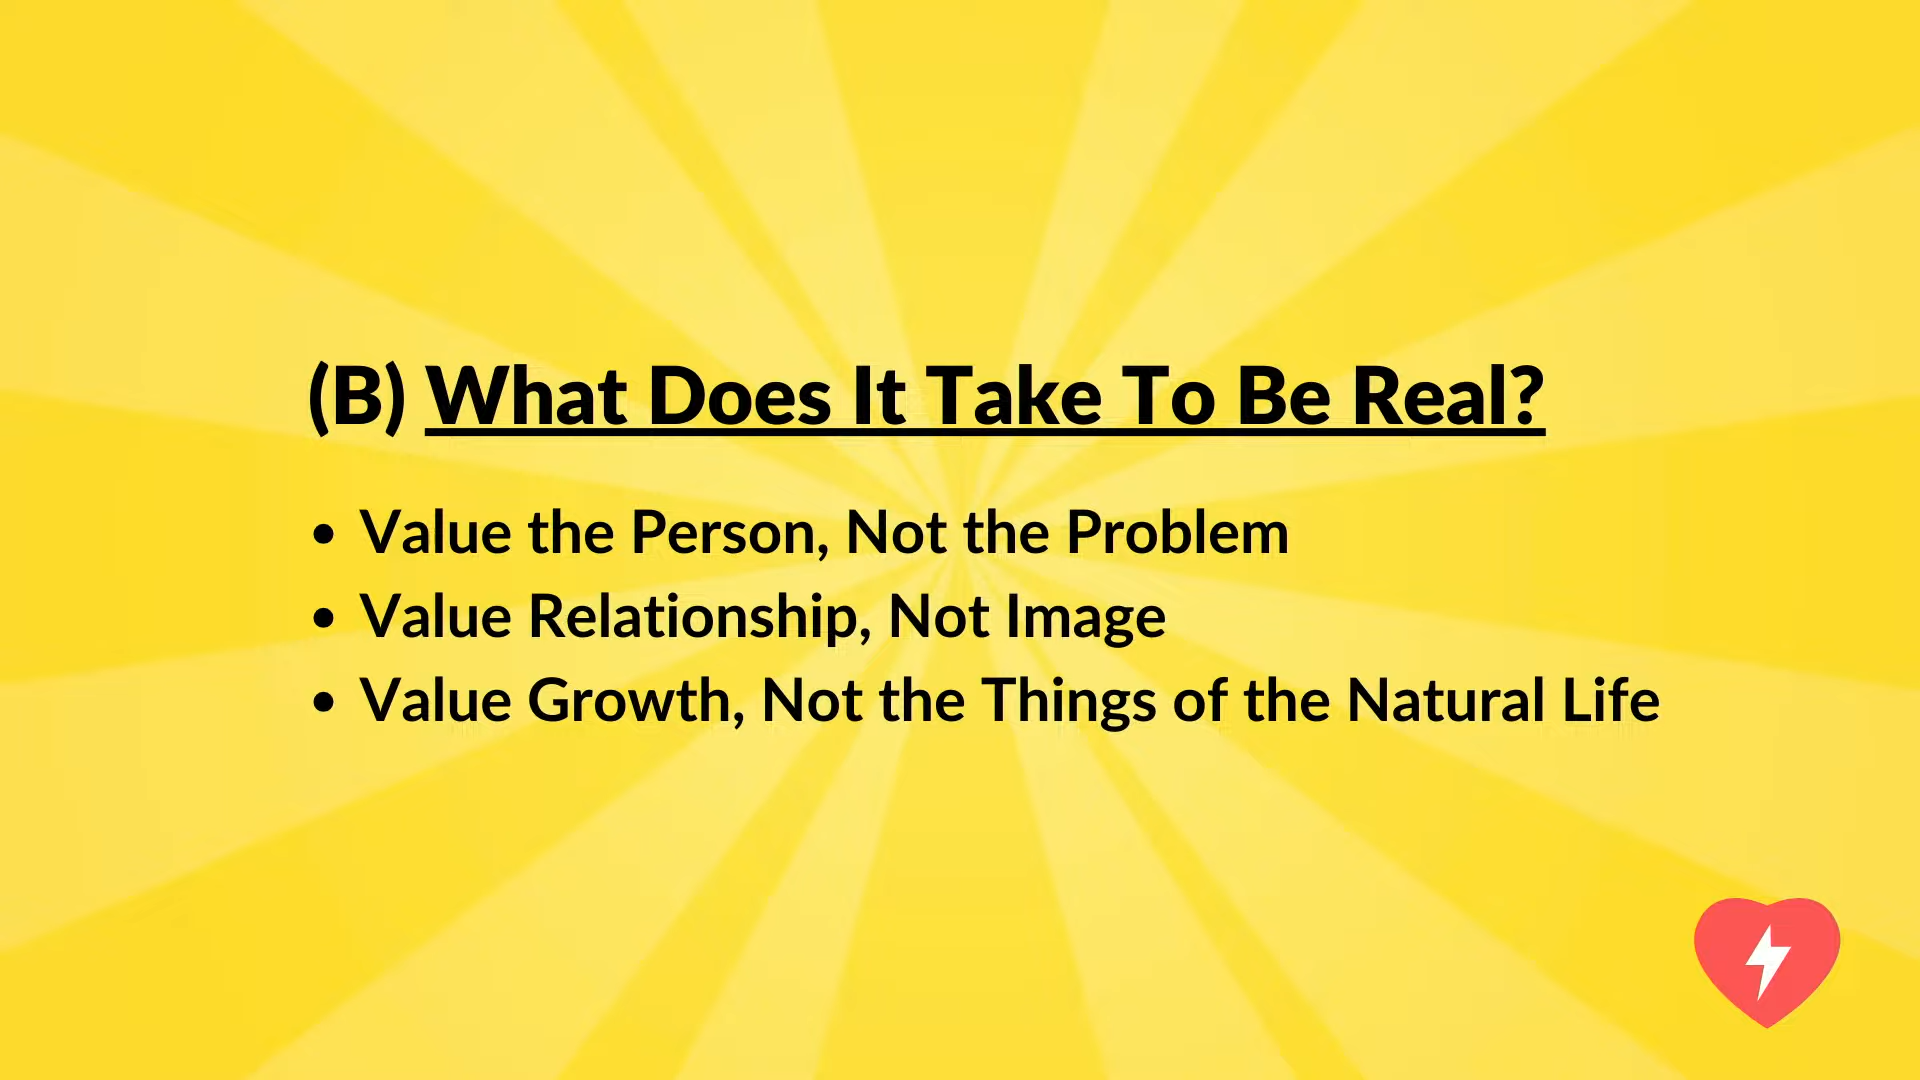 (B) What Does It Take To Be Real?
• Value the Person, Not the Problem
• Value Relationship, Not Image
• Value Growth, Not the Things of the Natural Life